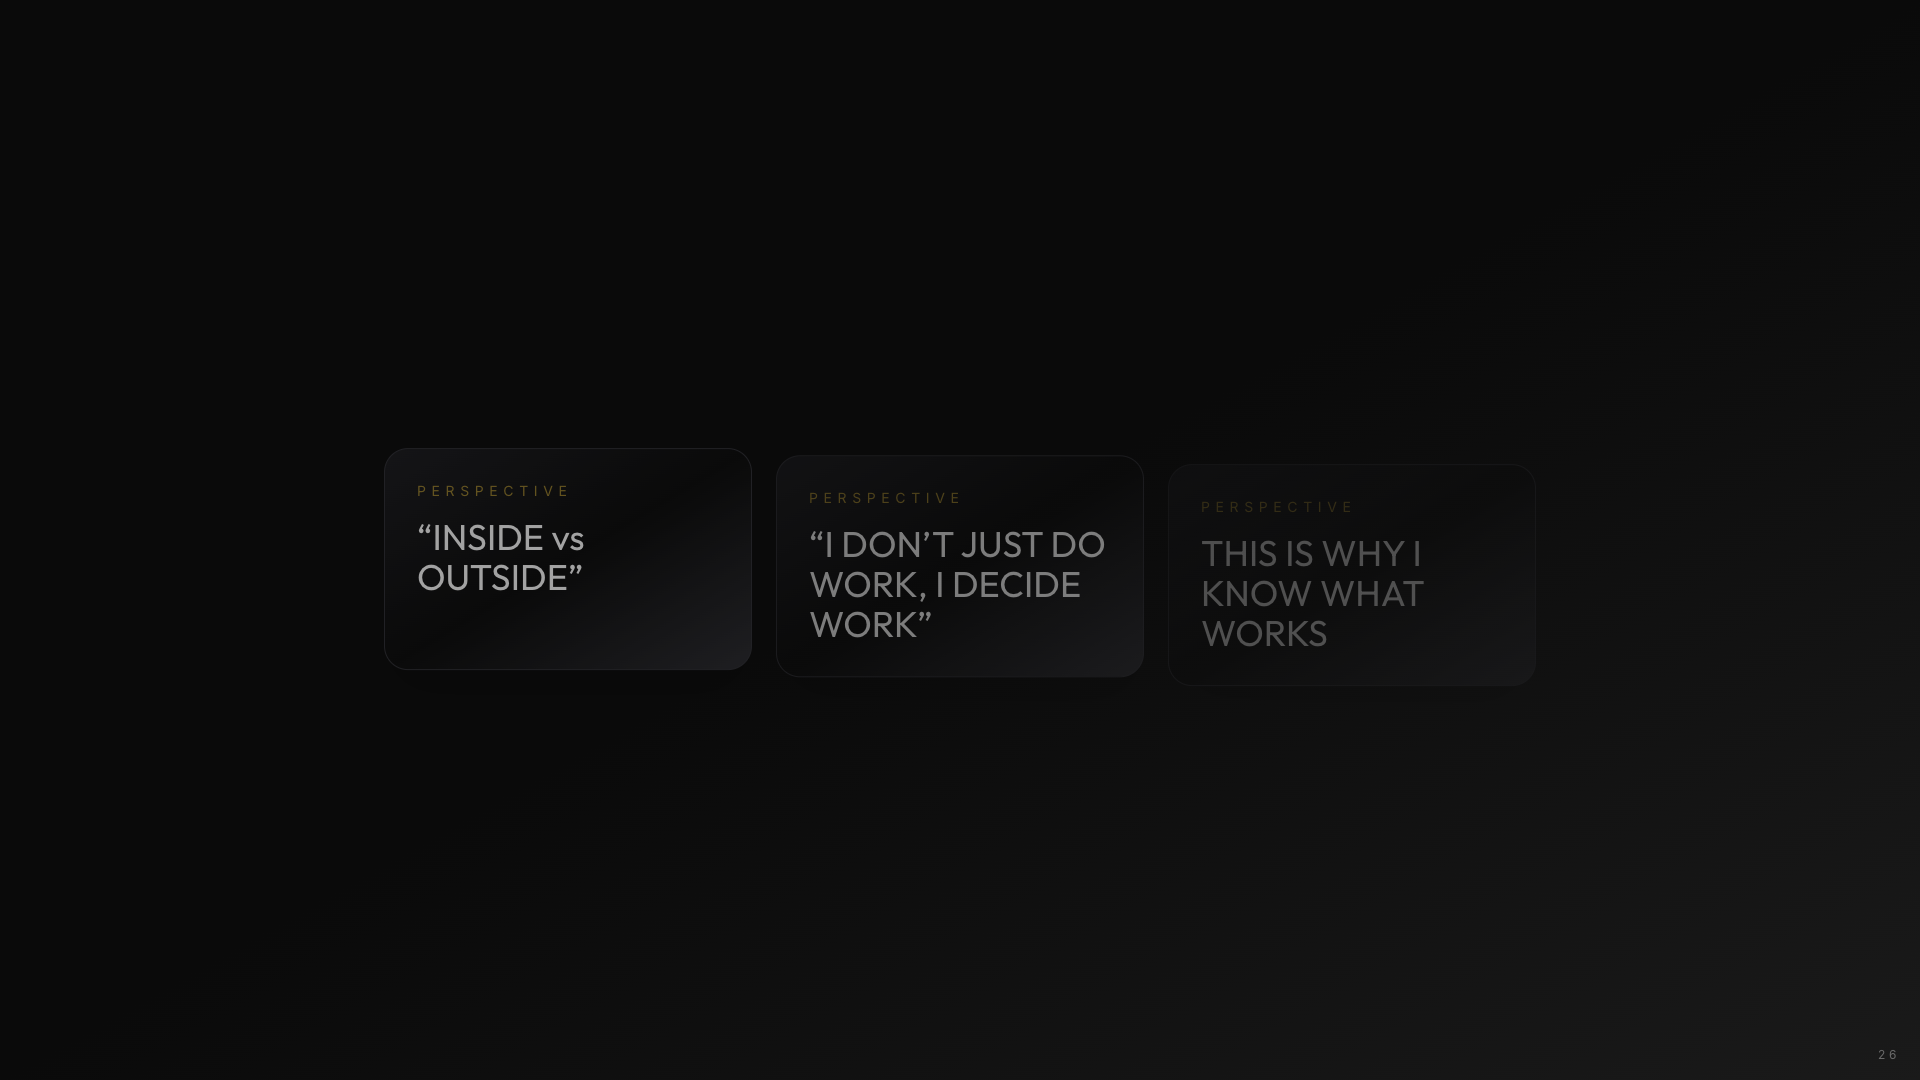 PERSPECTIVE
“INSIDE vs
OUTSIDE”
PERSPECTIVE
“I DON’T JUST DO
WORK, I DECIDE
WORK”
PERSPECTIVE
THIS IS WHY I
KNOW WHAT
WORKS
26